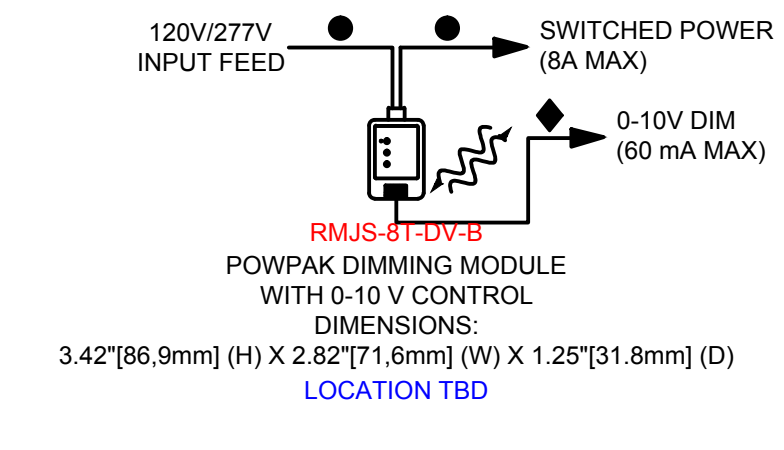 120V/277V
INPUT FEED
SWITCHED POWER
(8A MAX)
0-10V DIM
(60 mA MAX)
RMJS-8T-DV-B
POWPAK DIMMING MODULE
WITH 0-10 V CONTROL
DIMENSIONS:
3.42"[86,9mm] (H) X 2.82"[71,6mm] (W) X 1.25"[31.8mm] (D)
LOCATION TBD